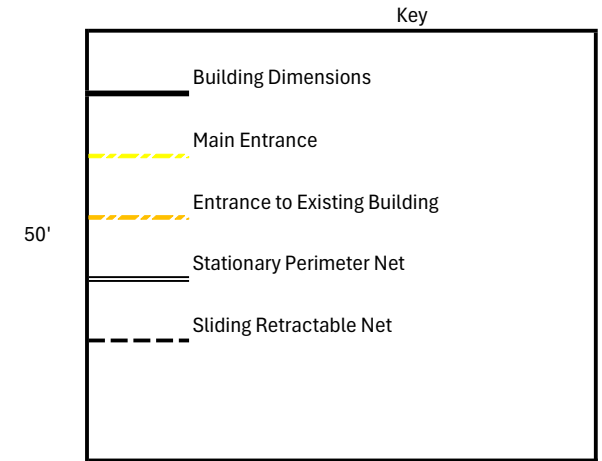 Key
Building Dimensions
Main Entrance
Entrance to Existing Building
50'
Stationary Perimeter Net
Sliding Retractable Net